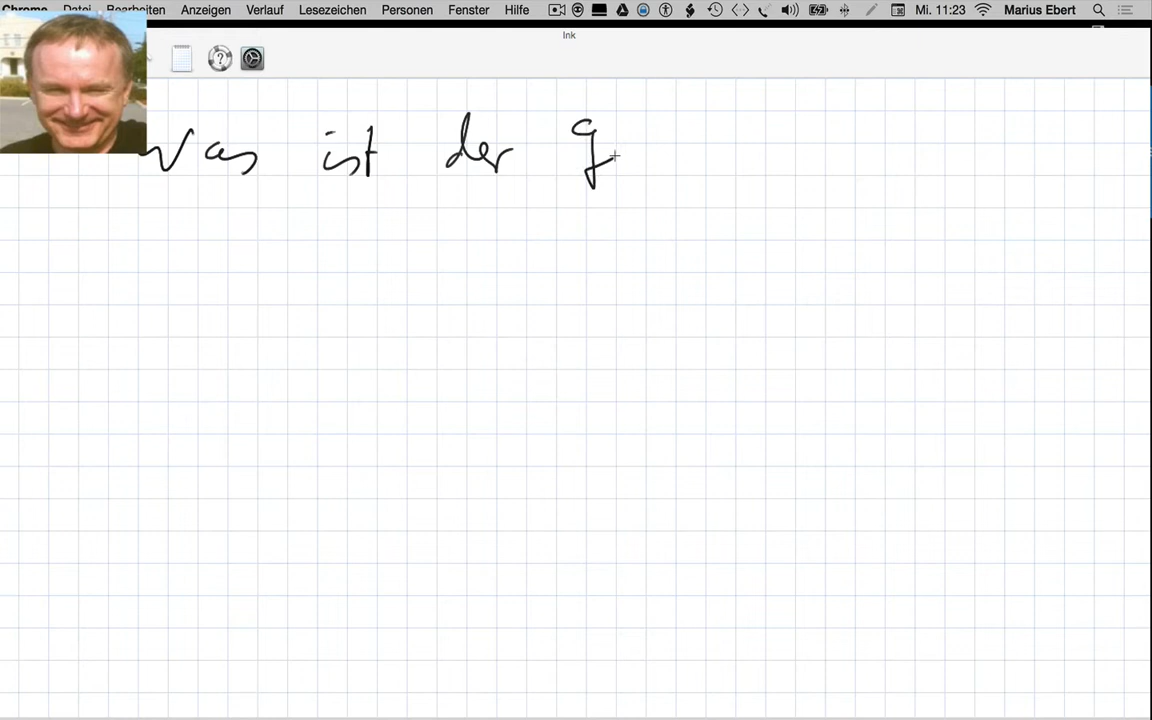 Chrome Datei Bearbeiten Anzeigen Verlauf Lesezeichen Personen Fenster Hilfe Mi. 11:23 Marius Ebert
Ink
Was ist der g